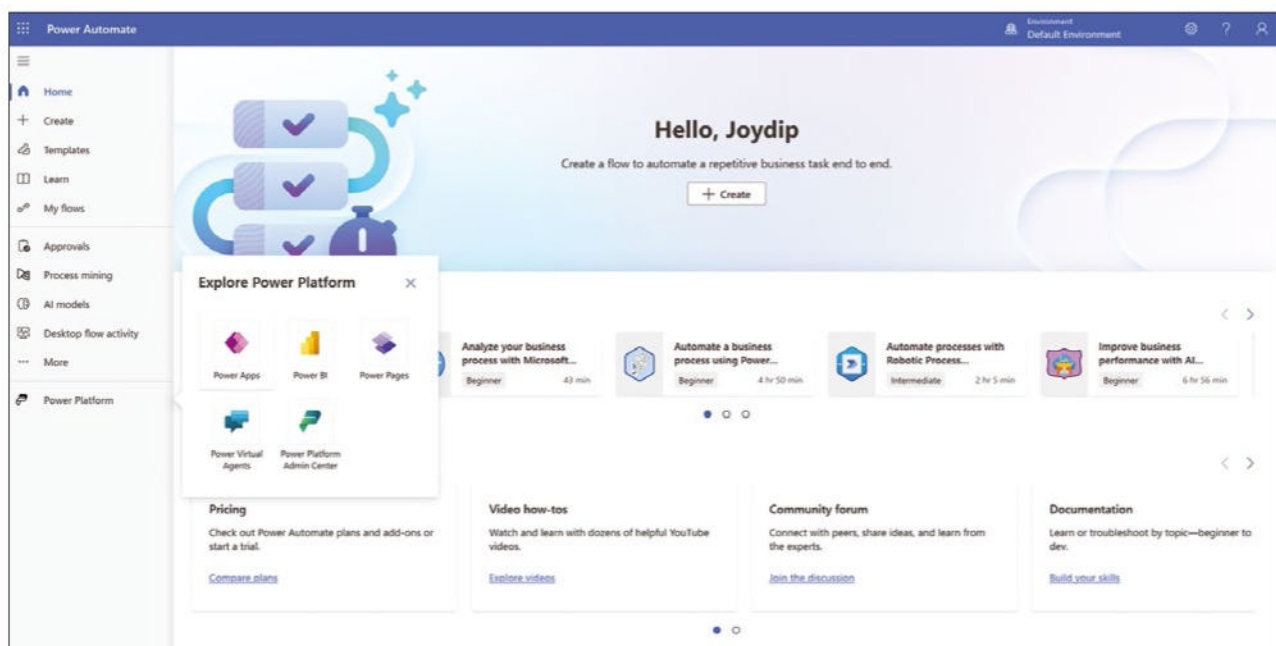 Power Automate
Environment
Default Environment
?
Home
Create
Templates
Learn
My flows
Approvals
Process mining
AI models
Desktop flow activity
More
Power Platform
Hello, Joydip
Create a flow to automate a repetitive business task end to end.
+ Create
Explore Power Platform
Power Apps
Power BI
Power Pages
Power Virtual
Agents
Power Platform
Admin Center
Analyze your business
process with Microsoft...
Beginner 43 min
Automate a business
process using Power...
Beginner 4 hr 50 min
Automate processes with
Robotic Process...
Intermediate 2 hr 5 min
Improve business
performance with AI...
Beginner 6 hr 56 min
Pricing
Check out Power Automate plans and add-ons or
start a trial.
Compare plans
Video how-tos
Watch and learn with dozens of helpful YouTube
videos.
Explore videos
Community forum
Connect with peers, share ideas, and learn from
the experts.
Join the discussion
Documentation
Learn or troubleshoot by topic—beginner to
dev.
Build your skills